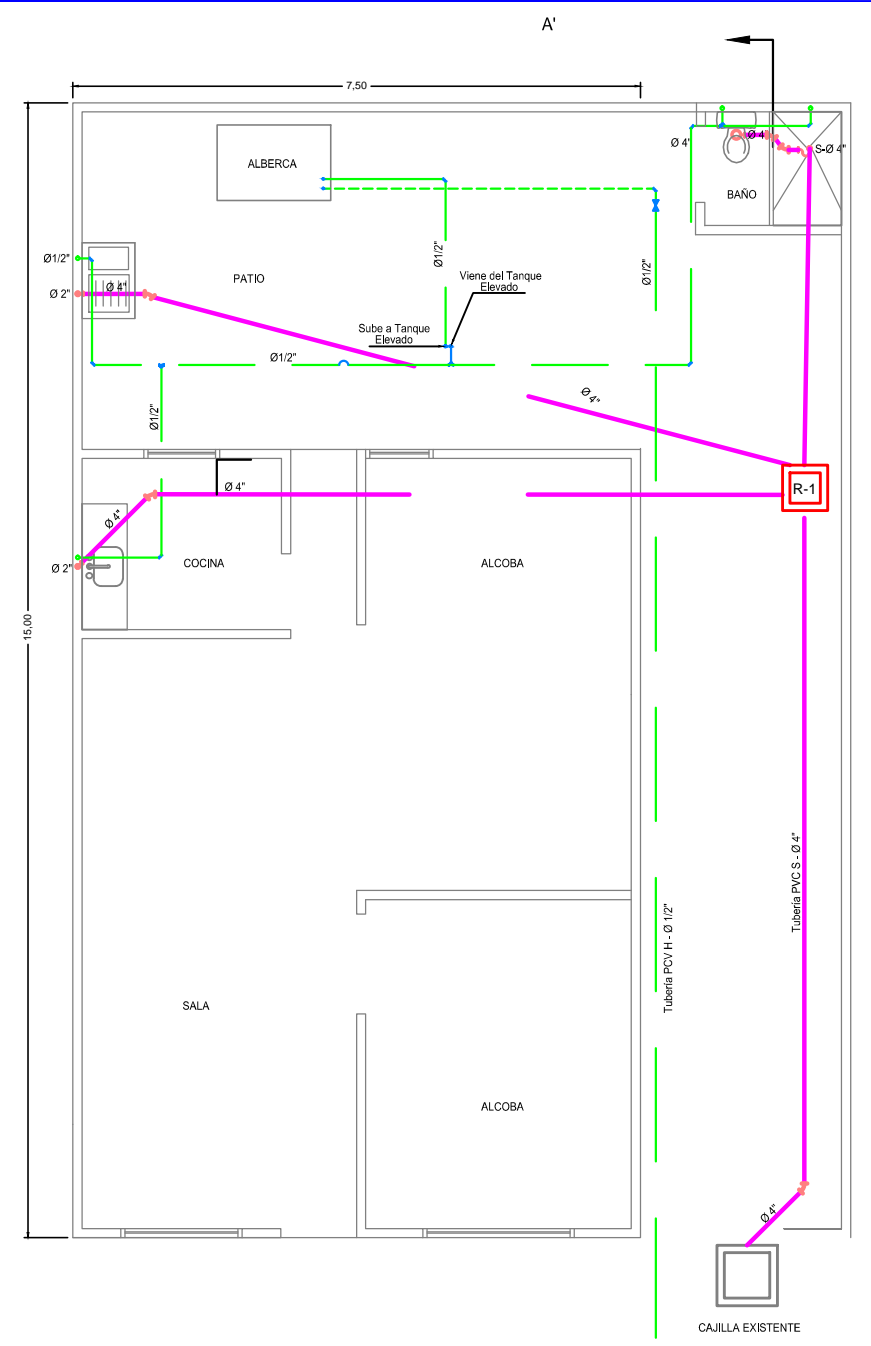 A'
7,50
Ø 4'
Ø 4
S-Ø 4"
ALBERCA
BAÑO
Ø1/2"
Ø 2"
Ø 4"
PATIO
Ø1/2"
Viene del Tanque
Elevado
Ø1/2"
Sube a Tanque
Elevado
Ø1/2"
Ø1/2"
Ø 4"
Ø 4"
R-1
Ø 4"
Ø 2"
COCINA
ALCOBA
15,00
Tubería PVC S - Ø 4"
Tubería PCV H - Ø 1/2"
SALA
ALCOBA
Ø 4"
CAJILLA EXISTENTE